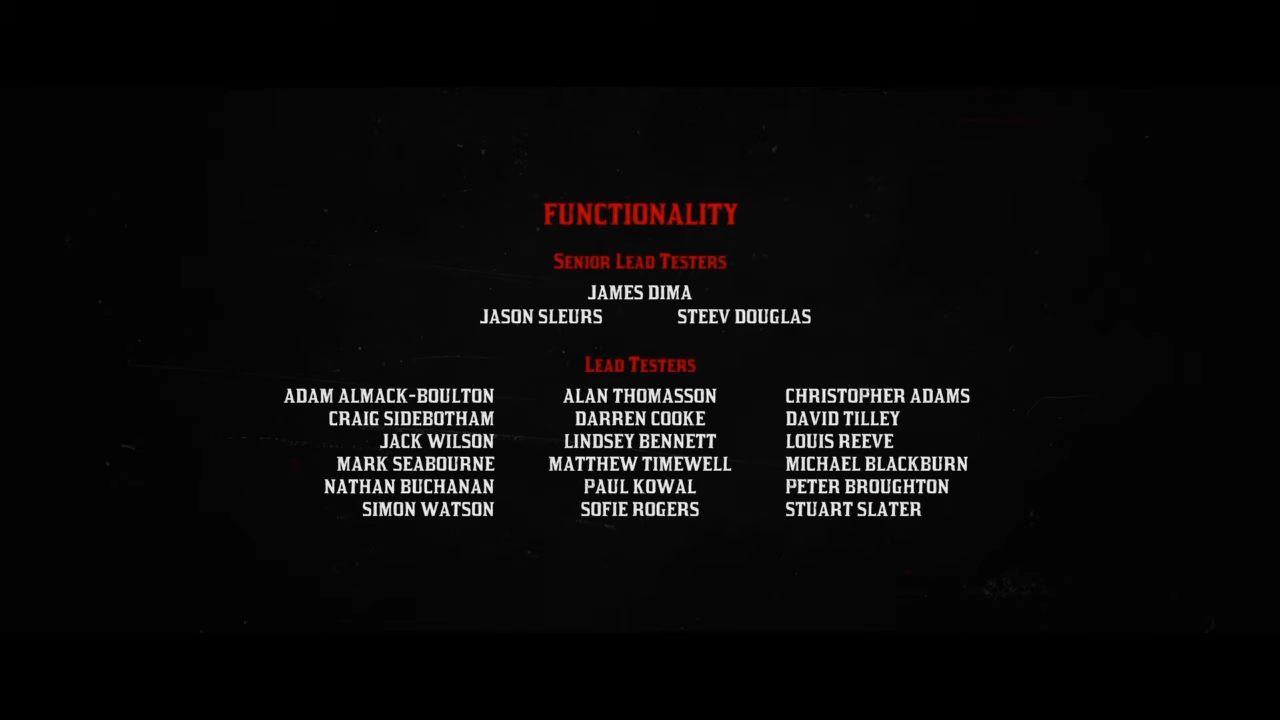 FUNCTIONALITY
SENIOR LEAD TESTERS
JAMES DIMA
JASON SLEURS STEEV DOUGLAS
LEAD TESTERS
ADAM ALMACK-BOULTON ALAN THOMASSON CHRISTOPHER ADAMS
CRAIG SIDEBOTHAM DARREN COOKE DAVID TILLEY
JACK WILSON LINDSEY BENNETT LOUIS REEVE
MARK SEABOURNE MATTHEW TIMEWELL MICHAEL BLACKBURN
NATHAN BUCHANAN PAUL KOWAL PETER BROUGHTON
SIMON WATSON SOFIE ROGERS STUART SLATER